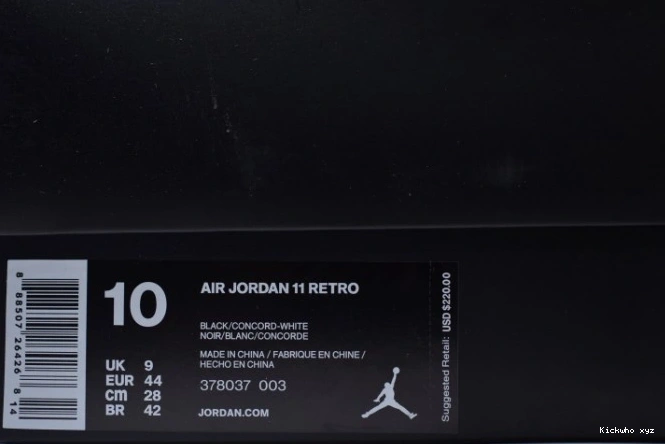 10
UK 9
EUR 44
cm 28
BR 42
AIR JORDAN 11 RETRO
BLACK/CONCORD-WHITE
NOIR/BLANC/CONCORDE
MADE IN CHINA / FABRIQUE EN CHINE /
HECHO EN CHINA
378037 003
JORDAN.COM
Suggested Retail: USD $220.00
8 88507 26426 8 14
Kickwho xyz